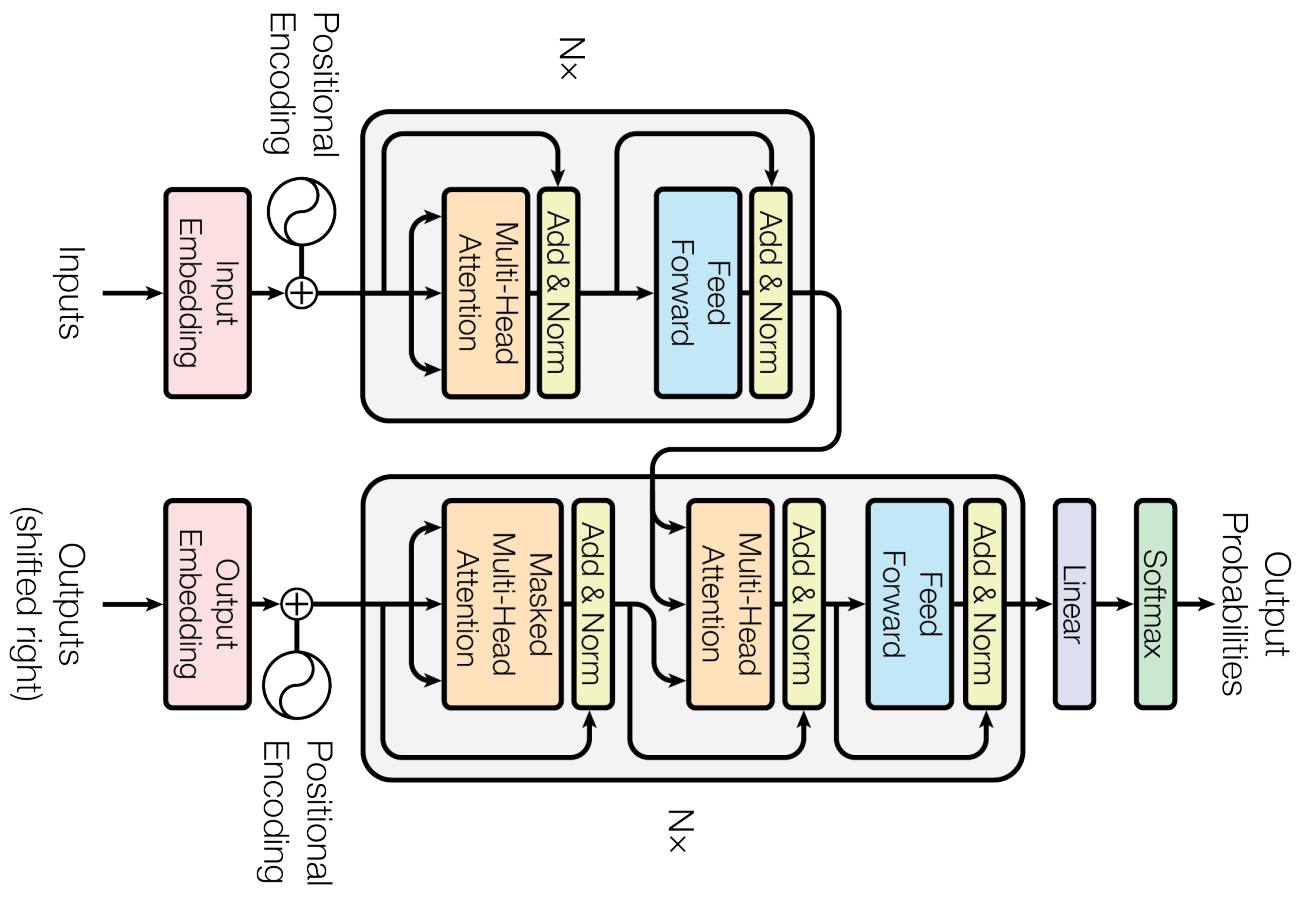 Output
Probabilities
Softmax
Linear
Add & Norm
Feed
Forward
Add & Norm
Multi-Head
Attention
Add & Norm
Masked
Multi-Head
Attention
Nx
Positional
Encoding
Output
Embedding
Outputs
(shifted right)
Add & Norm
Feed
Forward
Add & Norm
Multi-Head
Attention
Nx
Positional
Encoding
Input
Embedding
Inputs